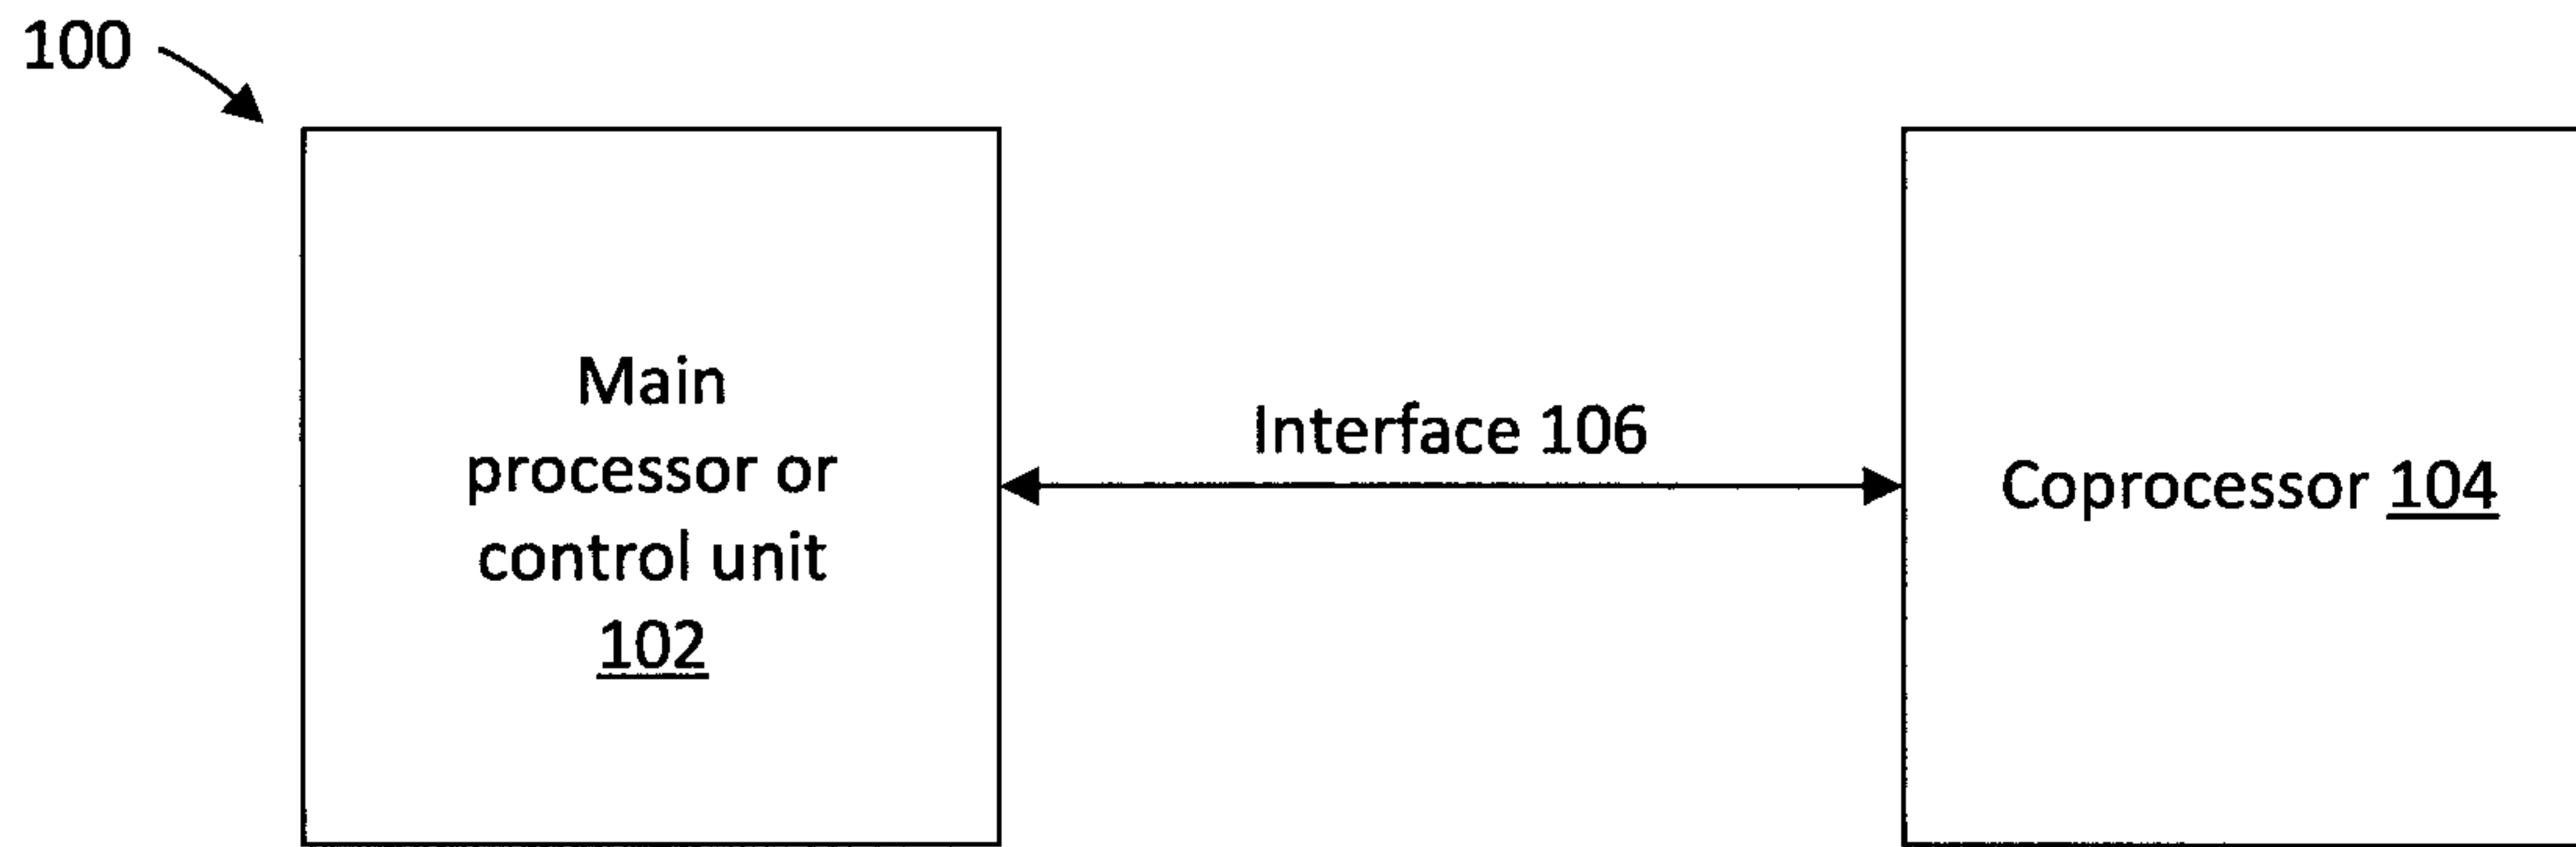 100
Main
processor or
control unit
102
Interface 106
Coprocessor 104